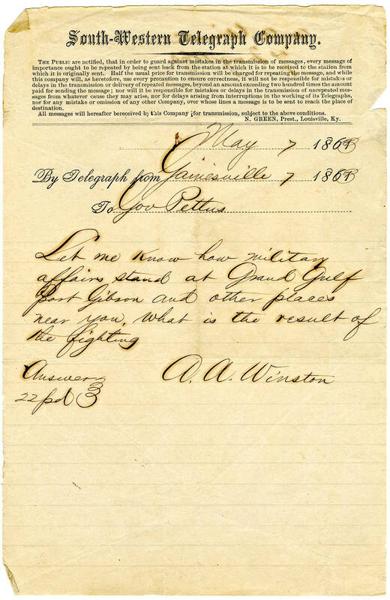 South-Western Telegraph Company.
THE PUBLIC are notified, that in order to guard against mistakes in the transmission of messages, every message of
importance ought to be repeated by being sent back from the station at which it is to be received to the station from
which it is originally sent. Half the usual price for transmission will be charged for repeating the message, and while
this company will, as heretofore, use every precaution to ensure correctness, it will not be responsible for mistakes or
delays in the transmission or delivery of repeated messages, beyond an amount exceeding two hundred times the amount
paid for sending the message; nor will it be responsible for mistakes or delays in the transmission of unrepeated messages
from whatever cause they may arise, nor for delays arising from interruptions in the working of its Telegraphs,
nor for any mistake or omission of any other Company, over whose lines a message is to be sent to reach the place of
destination.
All messages will hereafter be received by this Company for transmission, subject to the above conditions.
N. GREEN, Prest., Louisville, Ky.
May 7 1863
By Telegraph from Gainesville 7 1863
To Gov Pettus
Let me know how military
affairs stand at Grand Gulf
Port Gibson and other places
near you. What is the result of
the fighting
Answer
A. A. Winston
22 pd 3